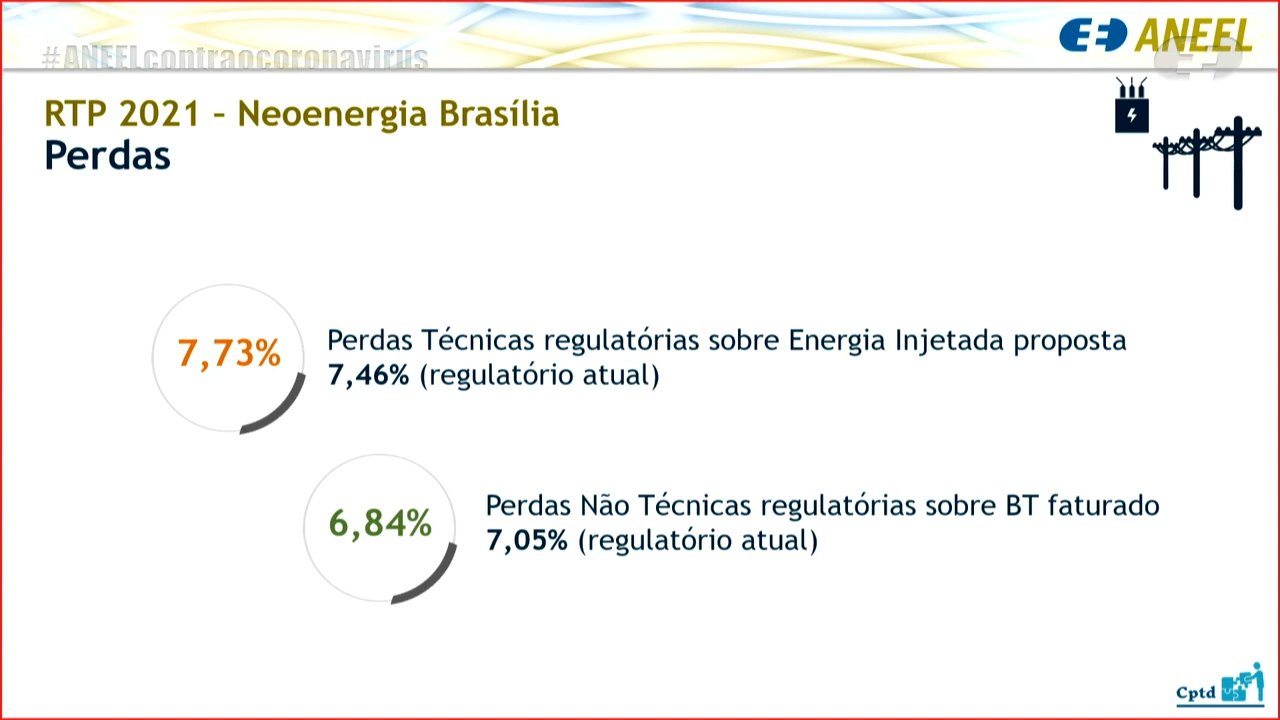 #ANEELcontraocoronavirus
ANEEL
RTP 2021 – Neoenergia Brasília
Perdas
7,73%
Perdas Técnicas regulatórias sobre Energia Injetada proposta
7,46% (regulatório atual)
6,84%
Perdas Não Técnicas regulatórias sobre BT faturado
7,05% (regulatório atual)
Cptd